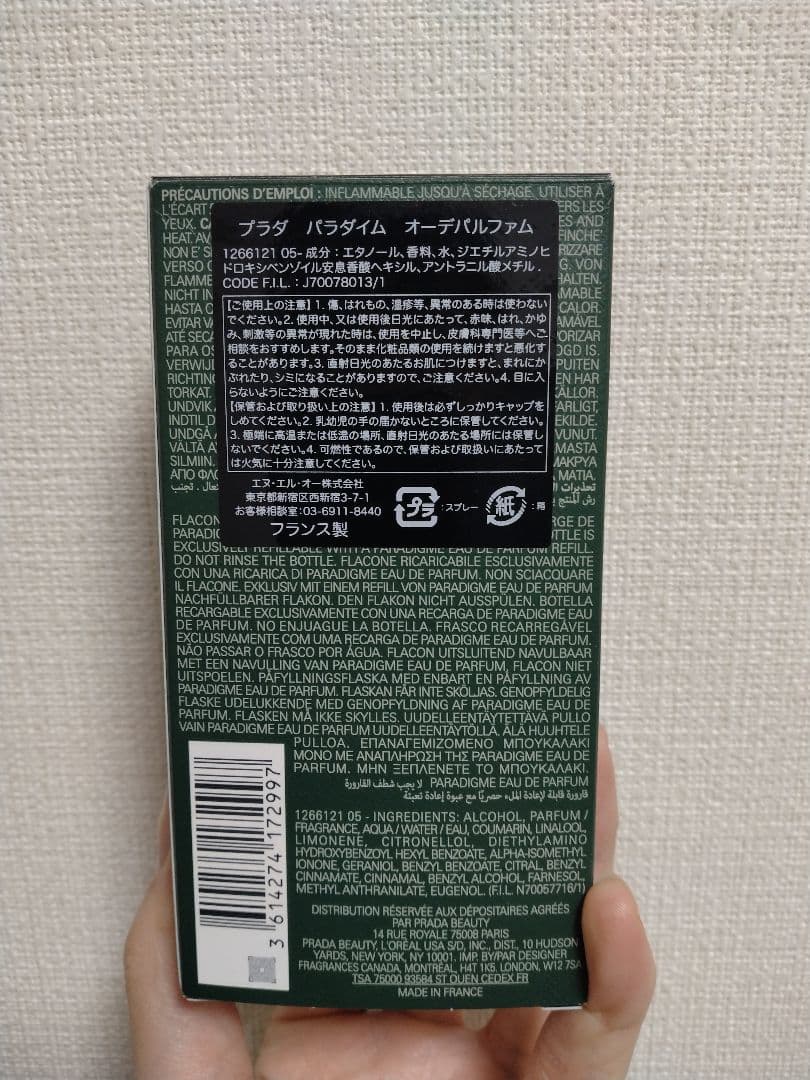 PRÉCAUTIONS D'EMPLOI : INFLAMMABLE JUSQU'À SÉCHAGE. UTILISER À
L'ÉCART
YEUX.
プラダ パラダイム オーデパルファム
1266121 05- 成分：エタノール、香料、水、ジエチルアミノヒ
ドロキシベンゾイル安息香酸ヘキシル、アントラニル酸メチル .
CODE F.I.L. : J70078013/1
【ご使用上の注意】1. 傷、はれもの、湿疹等、異常のある時は使わない
でください。2. 使用中、又は使用後日光にあたって、赤味、はれ、かゆ
み、刺激等の異常が現れた時は、使用を中止し、皮膚科専門医等へご
相談をおすすめします。そのまま化粧品類の使用を続けますと悪化す
ることがあります。3. 直射日光のあたるお肌につけますと、まれにか
ぶれたり、シミになることがありますので、ご注意ください。4. 目に入
らないようにご注意ください。
【保管および取り扱い上の注意】1. 使用後は必ずしっかりキャップを
しめてください。2. 乳幼児の手の届かないところに保管してください。
3. 極端に高温または低温の場所、直射日光のあたる場所には保管し
ないでください。4. 可燃性であるので、保管および取扱いにあたって
は火気に十分注意してください。
エヌ・エル・オー株式会社
東京都新宿区西新宿3-7-1
お客様相談室：03-6911-8440
フランス製
プラ : スプレー
紙 : 箱
EXCLUSIVELY REFILLABLE WITH A PARADIGME EAU DE PARFUM REFILL.
DO NOT RINSE THE BOTTLE. FLACONE RICARICABILE ESCLUSIVAMENTE
CON UNA RICARICA DI PARADIGME EAU DE PARFUM. NON SCIACQUARE
IL FLACONE. EXKLUSIV MIT EINEM REFILL VON PARADIGME EAU DE PARFUM
NACHFÜLLBARER FLAKON. DEN FLAKON NICHT AUSSPÜLEN. BOTELLA
RECARGABLE EXCLUSIVAMENTE CON UNA RECARGA DE PARADIGME EAU
DE PARFUM. NO ENJUAGUE LA BOTELLA. FRASCO RECARREGÁVEL
EXCLUSIVAMENTE COM UMA RECARGA DE PARADIGME EAU DE PARFUM.
NÃO PASSAR O FRASCO POR ÁGUA. FLACON UITSLUITEND NAVULBAAR
MET EEN NAVULLING VAN PARADIGME EAU DE PARFUM, FLACON NIET
UITSPOELEN. PÅFYLLNINGSFLASKA MED ENBART EN PÅFYLLNING AV
PARADIGME EAU DE PARFUM. FLASKAN FÅR INTE SKÖLJAS. GENOPFYLDELIG
FLASKE UDELUKKENDE MED GENOPFYLDNING AF PARADIGME EAU DE
PARFUM. FLASKEN MÅ IKKE SKYLLES. UUDELLEENTÄYTETTÄVÄ PULLO
VAIN PARADIGME EAU DE PARFUM UUDELLEENTÄYTÖLLÄ. ÄLÄ HUUHTELE
PULLOA. ΕΠΑΝΑΓΕΜΙΖΟΜΕΝΟ ΜΠΟΥΚΑΛΑΚΙ
ΜΟΝΟ ΜΕ ΑΝΤΑΠΛΗΡΩΣΗ ΤΗΣ PARADIGME EAU DE
PARFUM. ΜΗΝ ΞΕΠΛΕΝΕΤΕ ΤΟ ΜΠΟΥΚΑΛΑΚΙ.
PARADIGME EAU DE PARFUM لا يجب شطف القارورة
قارورة قابلة لإعادة الملء حصريًا مع عبوة إعادة تعبئة
1266121 05 - INGREDIENTS: ALCOHOL, PARFUM /
FRAGRANCE, AQUA / WATER / EAU, COUMARIN, LINALOOL,
LIMONENE, CITRONELLOL, DIETHYLAMINO
HYDROXYBENZOYL HEXYL BENZOATE, ALPHA-ISOMETHYL
IONONE, GERANIOL, BENZYL BENZOATE, CITRAL, BENZYL
CINNAMATE, CINNAMAL, BENZYL ALCOHOL, FARNESOL,
METHYL ANTHRANILATE, EUGENOL. (F.I.L. N70057716/1)
3 614274 172997
DISTRIBUTION RÉSERVÉE AUX DÉPOSITAIRES AGRÉÉS
PAR PRADA BEAUTY
14 RUE ROYALE 75008 PARIS
PRADA BEAUTY, L'ORÉAL USA S/D, INC., DIST. 10 HUDSON
YARDS, NEW YORK, NY 10001. IMP. BY/PAR DESIGNER
FRAGRANCES CANADA, MONTRÉAL, H4T 1K5. LONDON, W12 7SA
TSA 75000 93584 ST OUEN CEDEX FR
MADE IN FRANCE